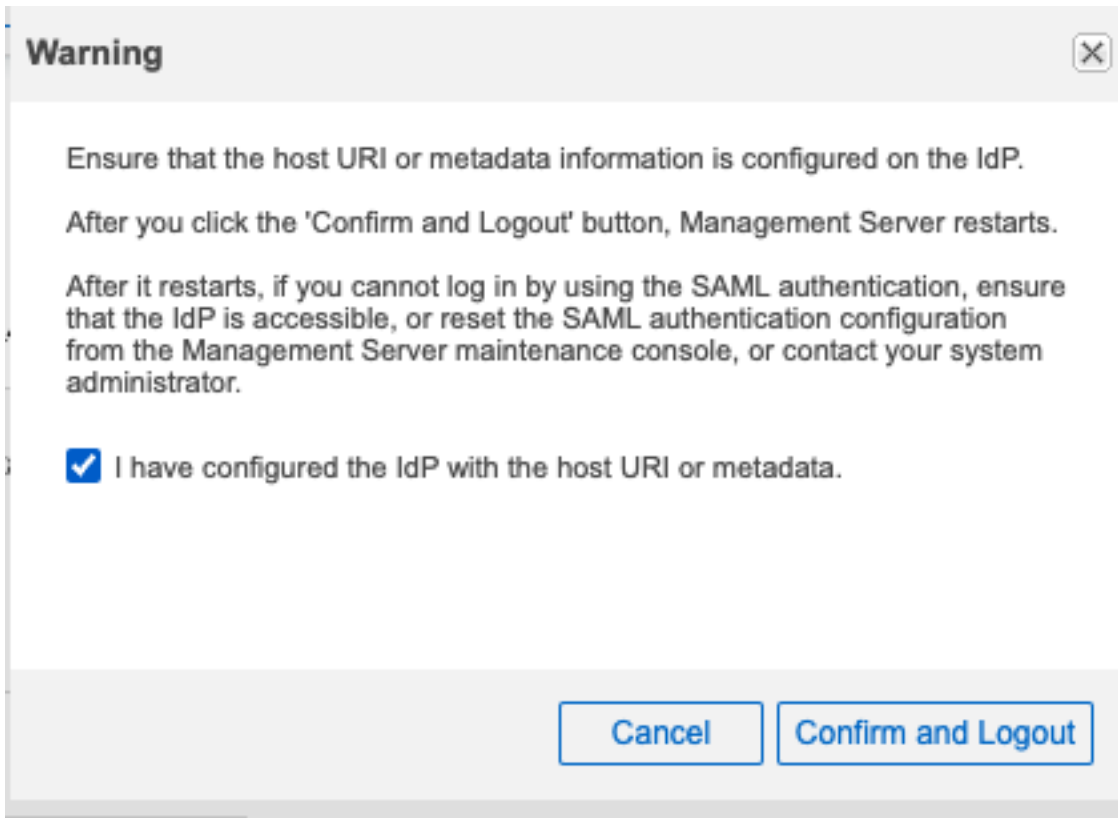 Warning
Ensure that the host URI or metadata information is configured on the IdP.
After you click the 'Confirm and Logout' button, Management Server restarts.
After it restarts, if you cannot log in by using the SAML authentication, ensure
that the IdP is accessible, or reset the SAML authentication configuration
from the Management Server maintenance console, or contact your system
administrator.
I have configured the IdP with the host URI or metadata.
Cancel
Confirm and Logout